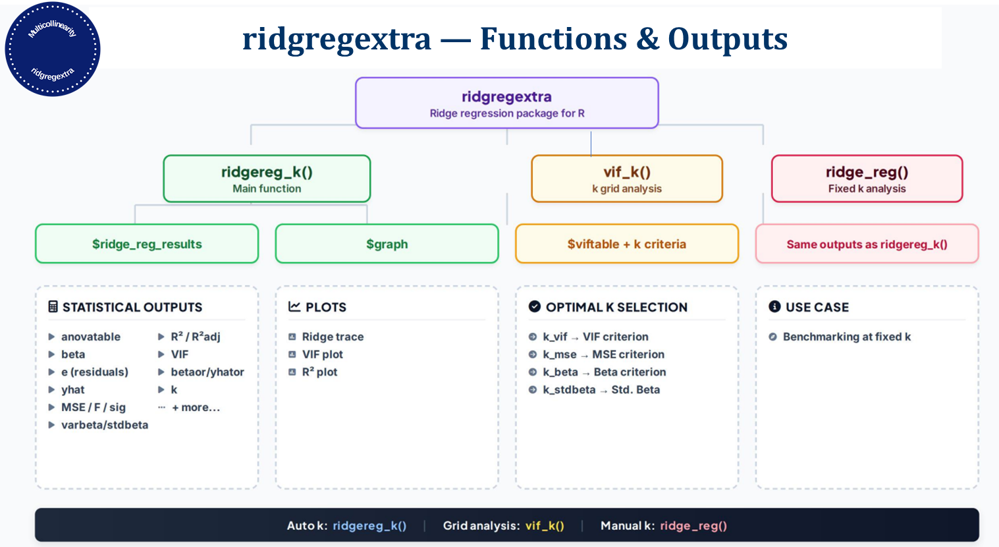 Multicollinearity
ridgregextra
ridgregextra — Functions & Outputs
ridgregextra
Ridge regression package for R
ridgereg_k()
Main function
vif_k()
k grid analysis
ridge_reg()
Fixed k analysis
$ridge_reg_results
$graph
$viftable + k criteria
Same outputs as ridgereg_k()
STATISTICAL OUTPUTS
anovatable
beta
e (residuals)
yhat
MSE / F / sig
varbeta/stdbeta
R² / R²adj
VIF
betaor/yhator
k
+ more...
PLOTS
Ridge trace
VIF plot
R² plot
OPTIMAL K SELECTION
k_vif → VIF criterion
k_mse → MSE criterion
k_beta → Beta criterion
k_stdbeta → Std. Beta
USE CASE
Benchmarking at fixed k
Auto k: ridgereg_k() | Grid analysis: vif_k() | Manual k: ridge_reg()